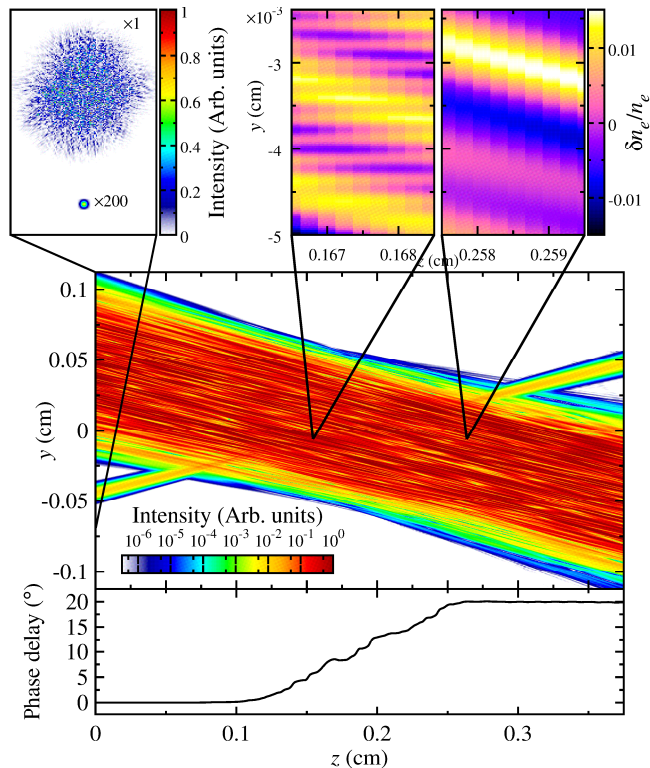 ×1
×200
1
0.8
0.6
0.4
0.2
0
Intensity (Arb. units)
×10⁻³
-3
-4
-5
y (cm)
0.167
0.168
z (cm)
0.258
0.259
0.01
0
-0.01
δnₑ/nₑ
0.1
0.05
0
-0.05
-0.1
y (cm)
Intensity (Arb. units)
10⁻⁶ 10⁻⁵ 10⁻⁴ 10⁻³ 10⁻² 10⁻¹ 10⁰
20
15
10
5
0
Phase delay (°)
0 0.1 0.2 0.3
z (cm)